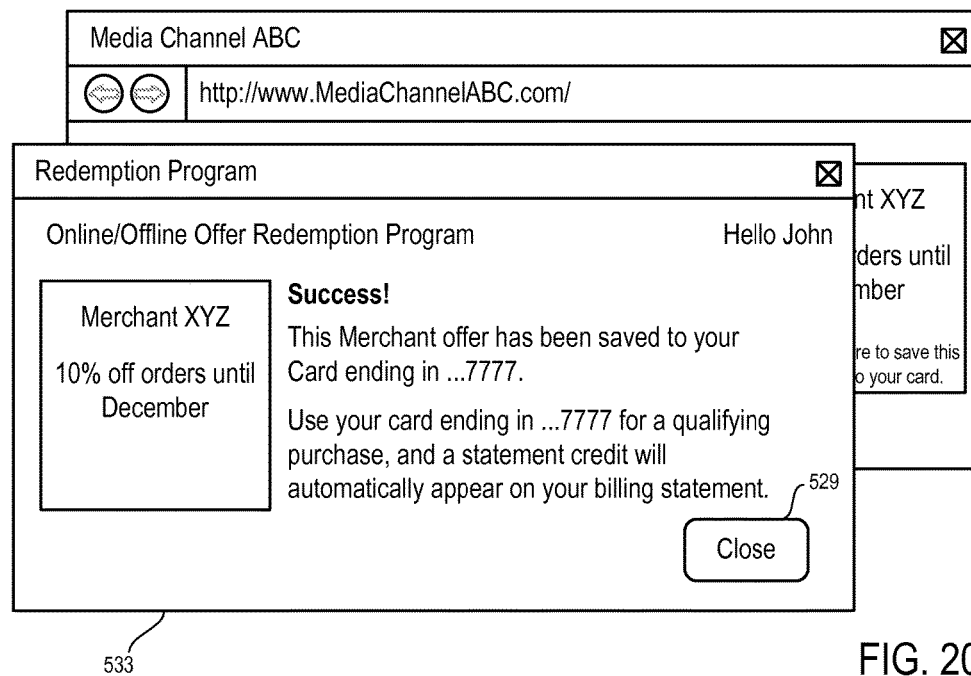 Media Channel ABC
http://www.MediaChannelABC.com/
Redemption Program
Online/Offline Offer Redemption Program
Hello John
Merchant XYZ
10% off orders until
December
Success!
This Merchant offer has been saved to your
Card ending in ...7777.
Use your card ending in ...7777 for a qualifying
purchase, and a statement credit will
automatically appear on your billing statement.
529
Close
nt XYZ
ders until
mber
re to save this
o your card.
533
FIG. 20